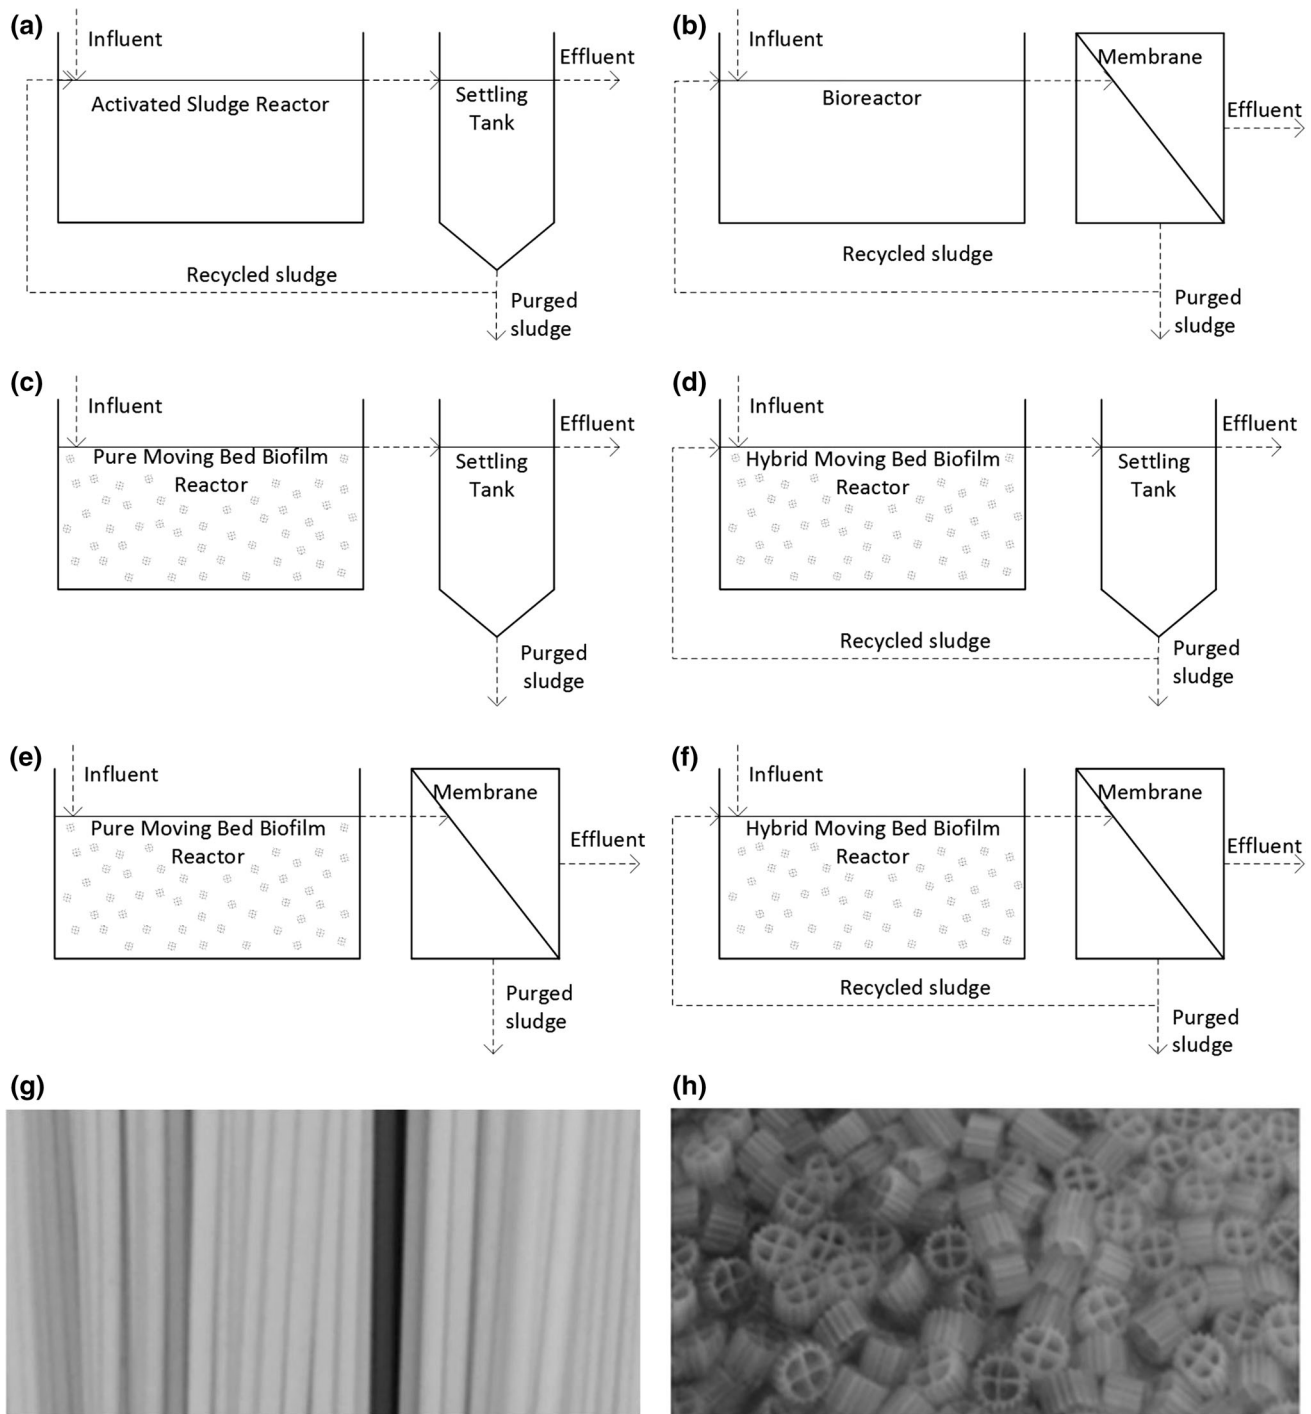 (a)
Influent
Effluent
Activated Sludge Reactor
Settling
Tank
Recycled sludge
Purged
sludge
(b)
Influent
Membrane
Bioreactor
Effluent
Recycled sludge
Purged
sludge
(c)
Influent
Effluent
Pure Moving Bed Biofilm
Reactor
Settling
Tank
Purged
sludge
(d)
Influent
Effluent
Hybrid Moving Bed Biofilm
Reactor
Settling
Tank
Recycled sludge
Purged
sludge
(e)
Influent
Membrane
Pure Moving Bed Biofilm
Reactor
Effluent
Purged
sludge
(f)
Influent
Membrane
Hybrid Moving Bed Biofilm
Reactor
Effluent
Recycled sludge
Purged
sludge
(g)
(h)